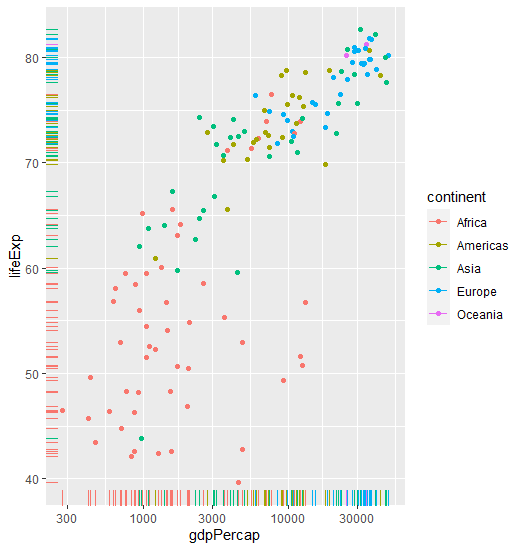 80
70
60
50
40
lifeExp
300
1000
3000
10000
30000
gdpPercap
continent
Africa
Americas
Asia
Europe
Oceania